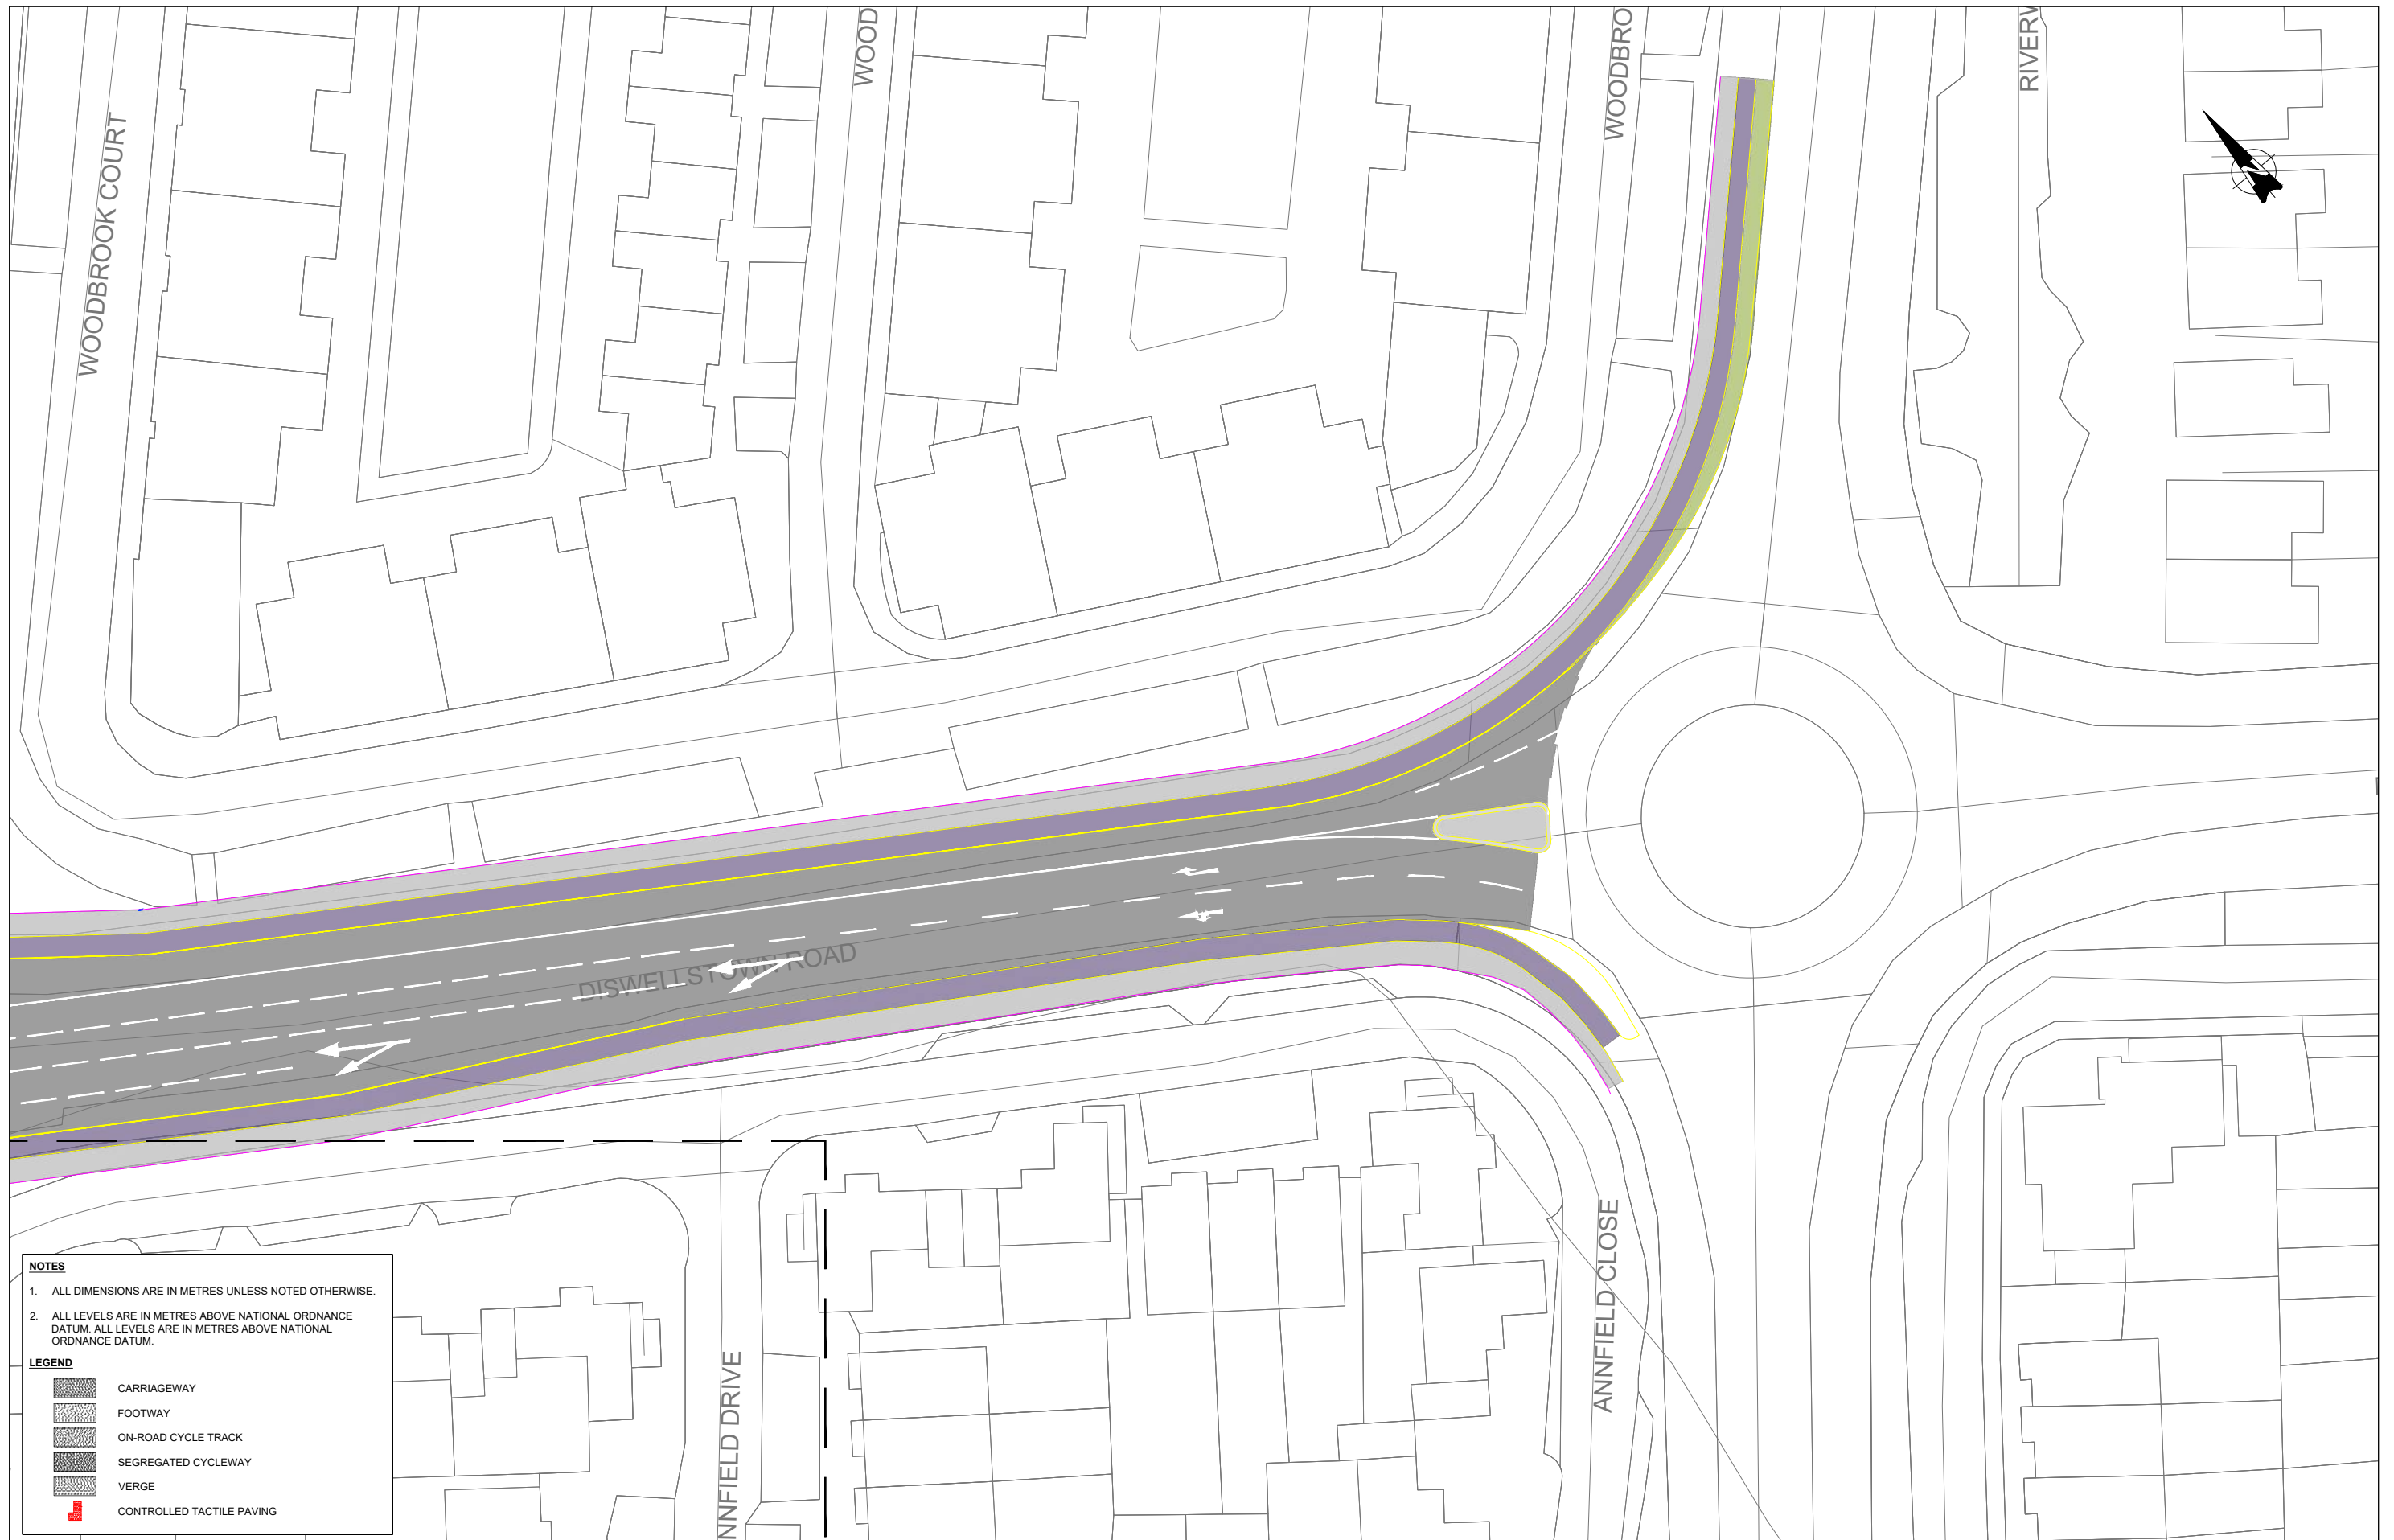 WOODBROOK COURT
WOOD
WOODBRO
RIVERV
DISWELLSTOWN ROAD
ANNFIELD CLOSE
NNFIELD DRIVE
NOTES
1. ALL DIMENSIONS ARE IN METRES UNLESS NOTED OTHERWISE.
2. ALL LEVELS ARE IN METRES ABOVE NATIONAL ORDNANCE
DATUM. ALL LEVELS ARE IN METRES ABOVE NATIONAL
ORDNANCE DATUM.
LEGEND
CARRIAGEWAY
FOOTWAY
ON-ROAD CYCLE TRACK
SEGREGATED CYCLEWAY
VERGE
CONTROLLED TACTILE PAVING